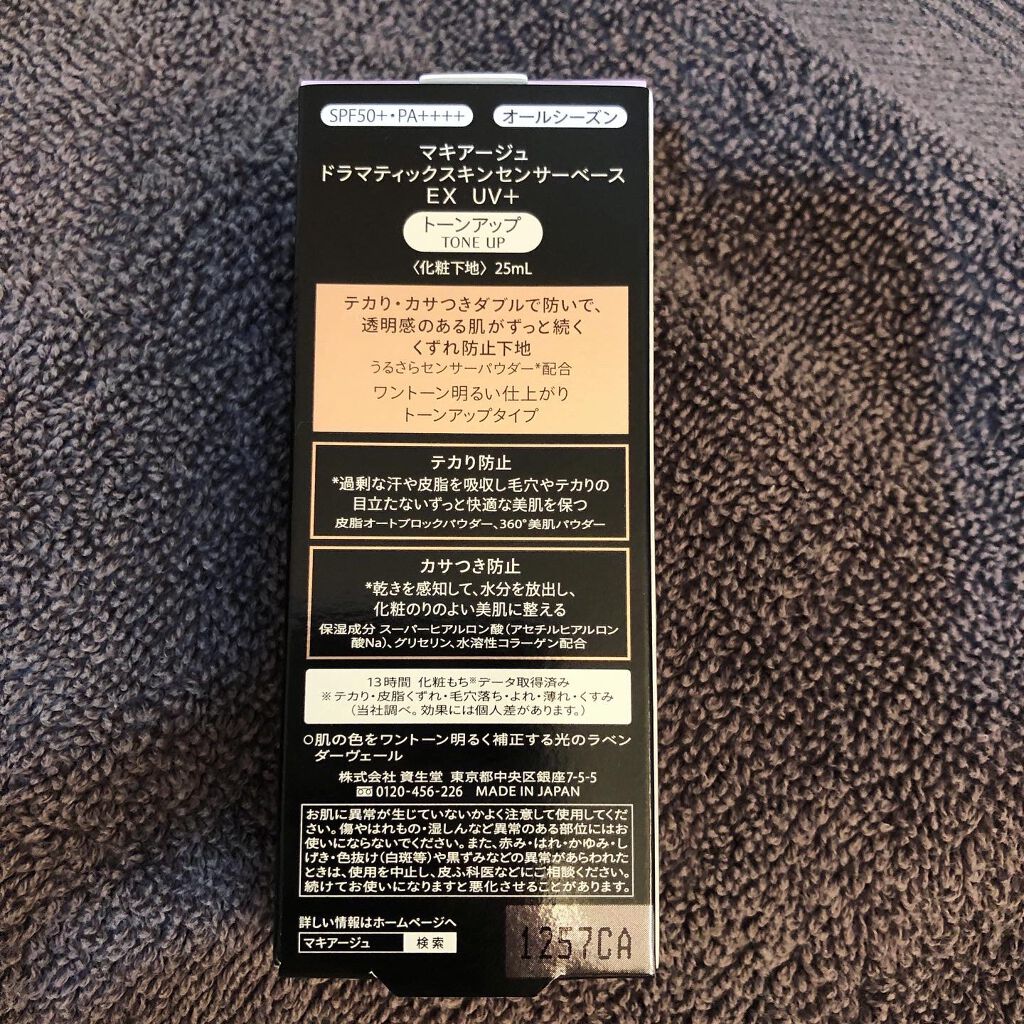 SPF50+・PA++++ オールシーズン
マキアージュ
ドラマティックスキンセンサーベース
EX UV+
トーンアップ
TONE UP
〈化粧下地〉25mL
テカり・カサつきダブルで防いで、
透明感のある肌がずっと続く
くずれ防止下地
うるさらセンサーパウダー*配合
ワントーン明るい仕上がり
トーンアップタイプ
テカり防止
*過剰な汗や皮脂を吸収し毛穴やテカりの
目立たないずっと快適な美肌を保つ
皮脂オートブロックパウダー、360°美肌パウダー
カサつき防止
*乾きを感知して、水分を放出し、
化粧のりのよい美肌に整える
保湿成分 スーパーヒアルロン酸(アセチルヒアルロン
酸Na)、グリセリン、水溶性コラーゲン配合
13時間 化粧もち※データ取得済み
※テカり・皮脂くずれ・毛穴落ち・よれ・薄れ・くすみ
(当社調べ。効果には個人差があります。)
○肌の色をワントーン明るく補正する光のラベン
ダーヴェール
株式会社 資生堂 東京都中央区銀座7-5-5
0120-456-226 MADE IN JAPAN
お肌に異常が生じていないかよく注意して使用してくだ
さい。傷やはれもの・湿しんなど異常のある部位にはお
使いにならないでください。また、赤み・はれ・かゆみ・し
げき・色抜け(白斑等)や黒ずみなどの異常があらわれた
ときは、使用を中止し、皮ふ科医などにご相談ください。
続けてお使いになりますと悪化させることがあります。
詳しい情報はホームページへ
マキアージュ 検索
1257CA